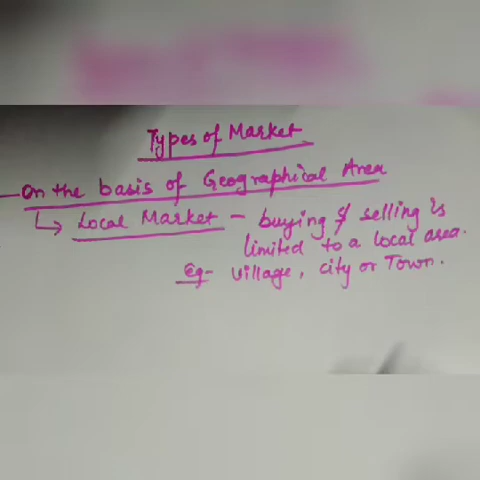 Types of Market
On the basis of Geographical Area
↳ Local Market - buying & selling is
limited to a local area.
Eg- Village, city or Town.